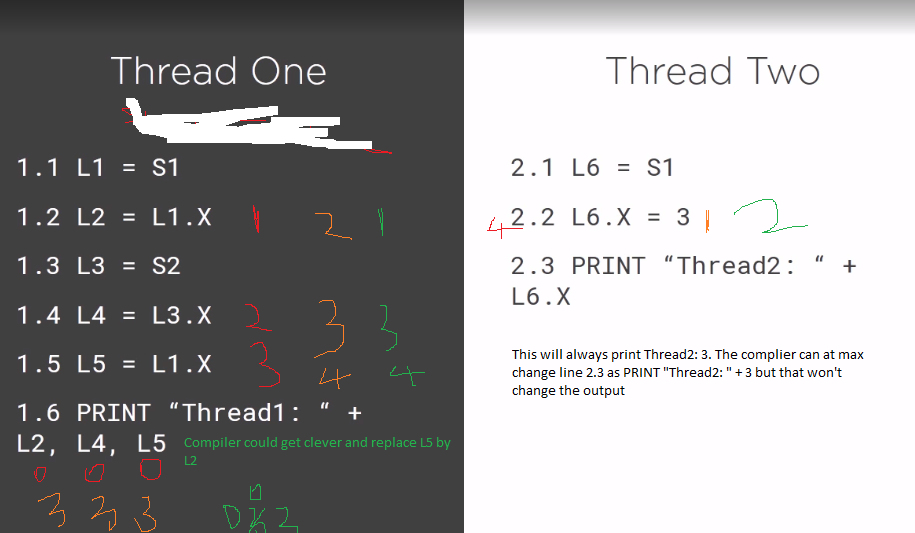 Thread One
1.1 L1 = S1
1.2 L2 = L1.X 1 2 1
1.3 L3 = S2
1.4 L4 = L3.X 2 3 3
1.5 L5 = L1.X 3 4 4
1.6 PRINT “Thread1: “ +
L2, L4, L5 Compiler could get clever and replace L5 by
L2
0 0 0
3 3 3
0
0 2
Thread Two
2.1 L6 = S1
4 2.2 L6.X = 3 1 2
2.3 PRINT “Thread2: “ +
L6.X
This will always print Thread2: 3. The complier can at max
change line 2.3 as PRINT "Thread2: " + 3 but that won't
change the output